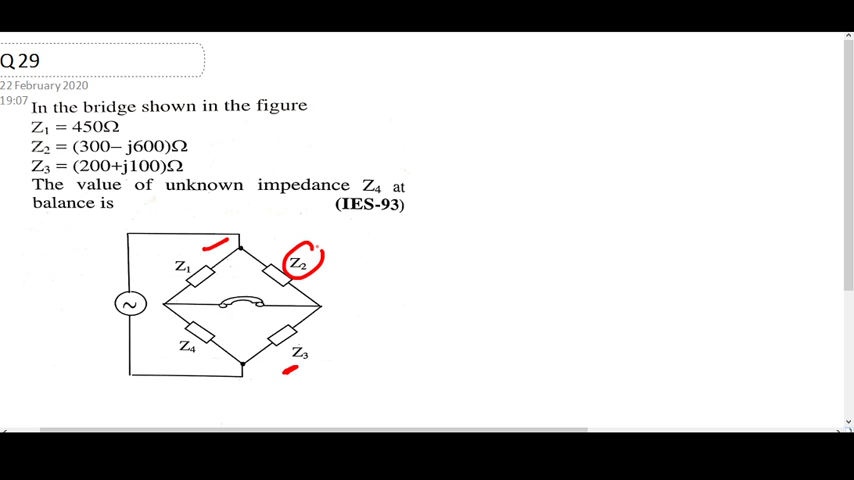 Q 29
22 February 2020
19:07
In the bridge shown in the figure
Z₁ = 450Ω
Z₂ = (300– j600)Ω
Z₃ = (200+j100)Ω
The value of unknown impedance Z₄ at
balance is (IES-93)
Z₁
Z₂
~
Z₄
Z₃